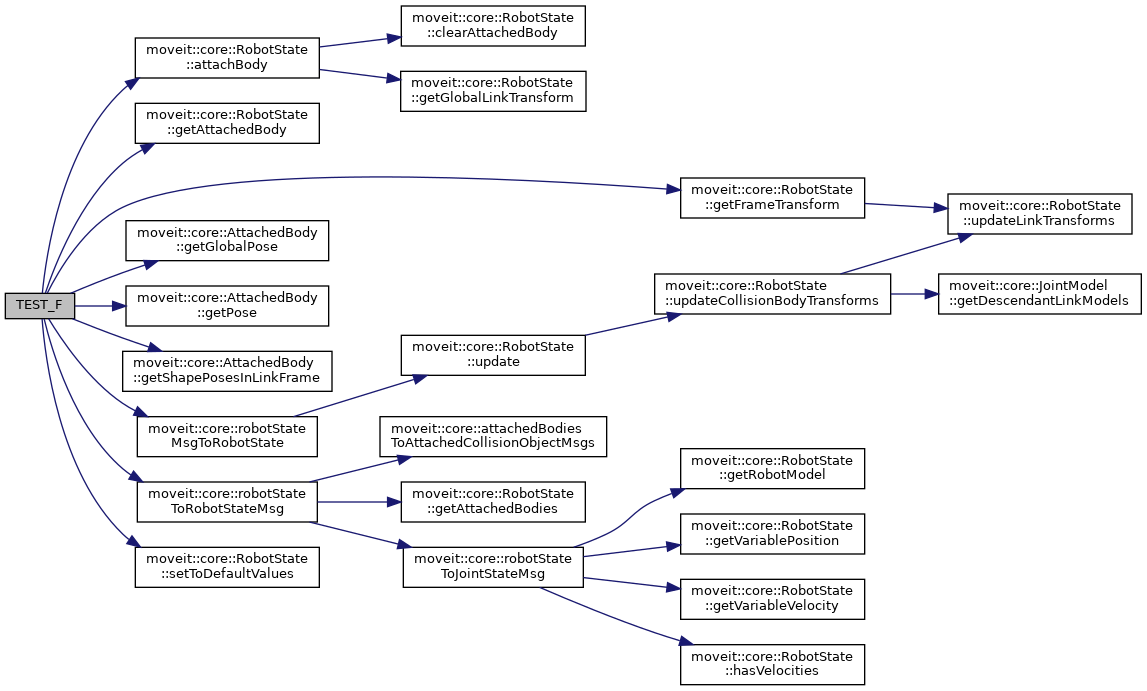 TEST_F
moveit::core::RobotState
::attachBody
moveit::core::RobotState
::clearAttachedBody
moveit::core::RobotState
::getGlobalLinkTransform
moveit::core::RobotState
::getAttachedBody
moveit::core::RobotState
::getFrameTransform
moveit::core::RobotState
::updateLinkTransforms
moveit::core::AttachedBody
::getGlobalPose
moveit::core::AttachedBody
::getPose
moveit::core::AttachedBody
::getShapePosesInLinkFrame
moveit::core::robotState
MsgToRobotState
moveit::core::RobotState
::update
moveit::core::RobotState
::updateCollisionBodyTransforms
moveit::core::JointModel
::getDescendantLinkModels
moveit::core::robotState
ToRobotStateMsg
moveit::core::attachedBodies
ToAttachedCollisionObjectMsgs
moveit::core::RobotState
::getAttachedBodies
moveit::core::robotState
ToJointStateMsg
moveit::core::RobotState
::getRobotModel
moveit::core::RobotState
::getVariablePosition
moveit::core::RobotState
::getVariableVelocity
moveit::core::RobotState
::hasVelocities
moveit::core::RobotState
::setToDefaultValues